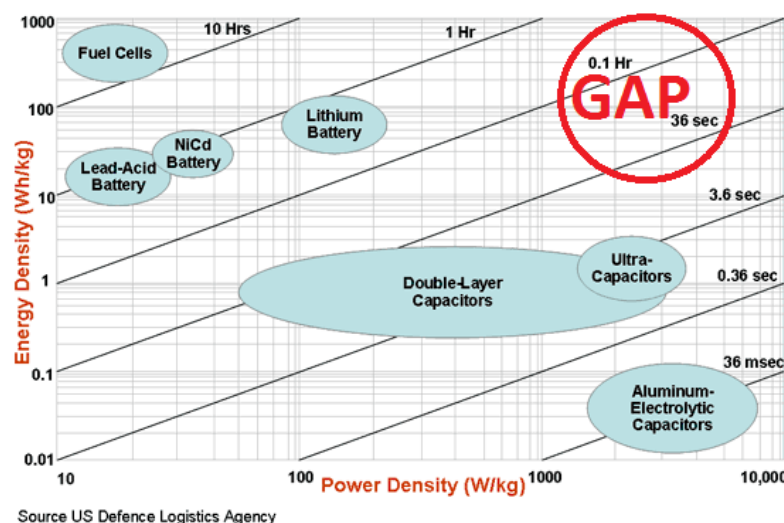 1000
10 Hrs
1 Hr
0.1 Hr
Fuel Cells
GAP
100
Lithium
Battery
36 sec
NiCd
Battery
Lead-Acid
Battery
10
3.6 sec
Energy Density (Wh/kg)
Ultra-
Capacitors
1
Double-Layer
Capacitors
0.36 sec
0.1
36 msec
Aluminum-
Electrolytic
Capacitors
0.01
10
100
1000
10,000
Power Density (W/kg)
Source US Defence Logistics Agency